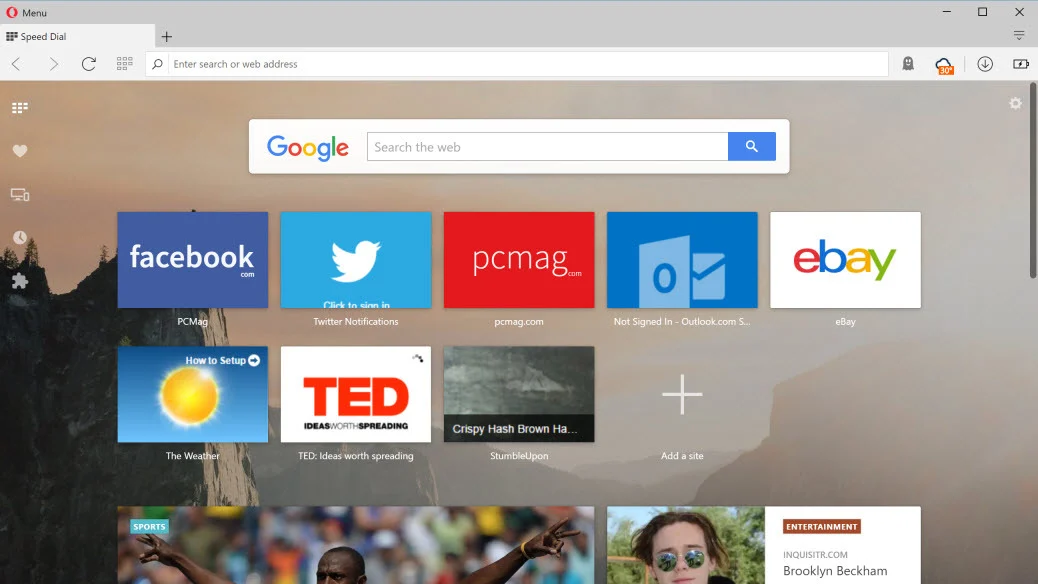 Menu
Speed Dial
Enter search or web address
30°
Google
Search the web
facebook
com
Click to sign in
pcmag
com
o
ebay
PCMag
Twitter Notifications
pcmag.com
Not Signed In - Outlook.com S...
eBay
How to Setup
TED
IDEAS WORTH SPREADING
Crispy Hash Brown Ha...
The Weather
TED: Ideas worth spreading
StumbleUpon
Add a site
SPORTS
ENTERTAINMENT
INQUISITR.COM
Brooklyn Beckham